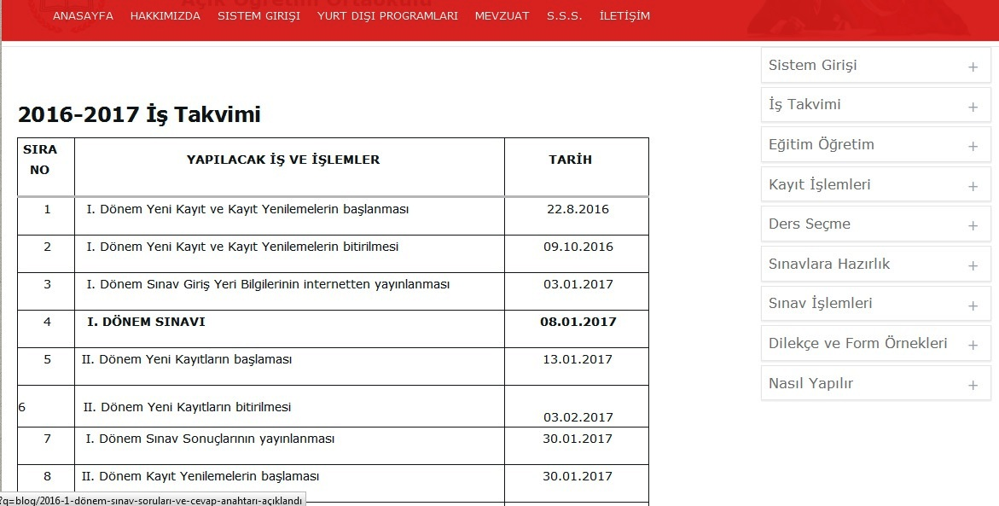 Açık Öğretim Ortaokulu
ANASAYFA HAKKIMIZDA SISTEM GIRIŞI YURT DIŞI PROGRAMLARI MEVZUAT S.S.S. İLETİŞİM
2016-2017 İş Takvimi
SIRA NO YAPILACAK İŞ VE İŞLEMLER TARİH
1 I. Dönem Yeni Kayıt ve Kayıt Yenilemelerin başlanması 22.8.2016
2 I. Dönem Yeni Kayıt ve Kayıt Yenilemelerin bitirilmesi 09.10.2016
3 I. Dönem Sınav Giriş Yeri Bilgilerinin internetten yayınlanması 03.01.2017
4 I. DÖNEM SINAVI 08.01.2017
5 II. Dönem Yeni Kayıtların başlaması 13.01.2017
6 II. Dönem Yeni Kayıtların bitirilmesi 03.02.2017
7 I. Dönem Sınav Sonuçlarının yayınlanması 30.01.2017
8 II. Dönem Kayıt Yenilemelerin başlaması 30.01.2017
Sistem Girişi +
İş Takvimi +
Eğitim Öğretim +
Kayıt İşlemleri +
Ders Seçme +
Sınavlara Hazırlık +
Sınav İşlemleri +
Dilekçe ve Form Örnekleri +
Nasıl Yapılır +
?q=blog/2016-1-dönem-sınav-soruları-ve-cevap-anahtarı-açıklandı